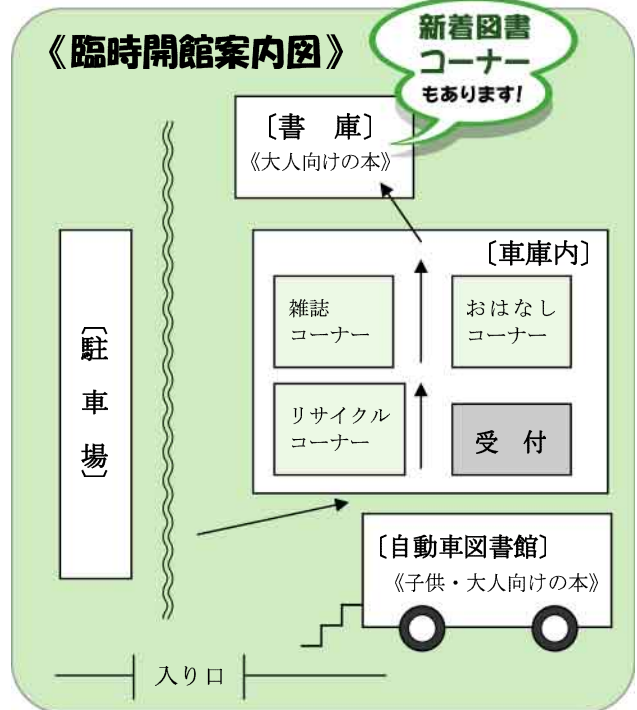 《臨時開館案内図》
新着図書
コーナー
もあります!
〔書 庫〕
《大人向けの本》
〔車庫内〕
雑誌
コーナー
おはなし
コーナー
〔駐車場〕
リサイクル
コーナー
受 付
〔自動車図書館〕
《子供・大人向けの本》
入り口